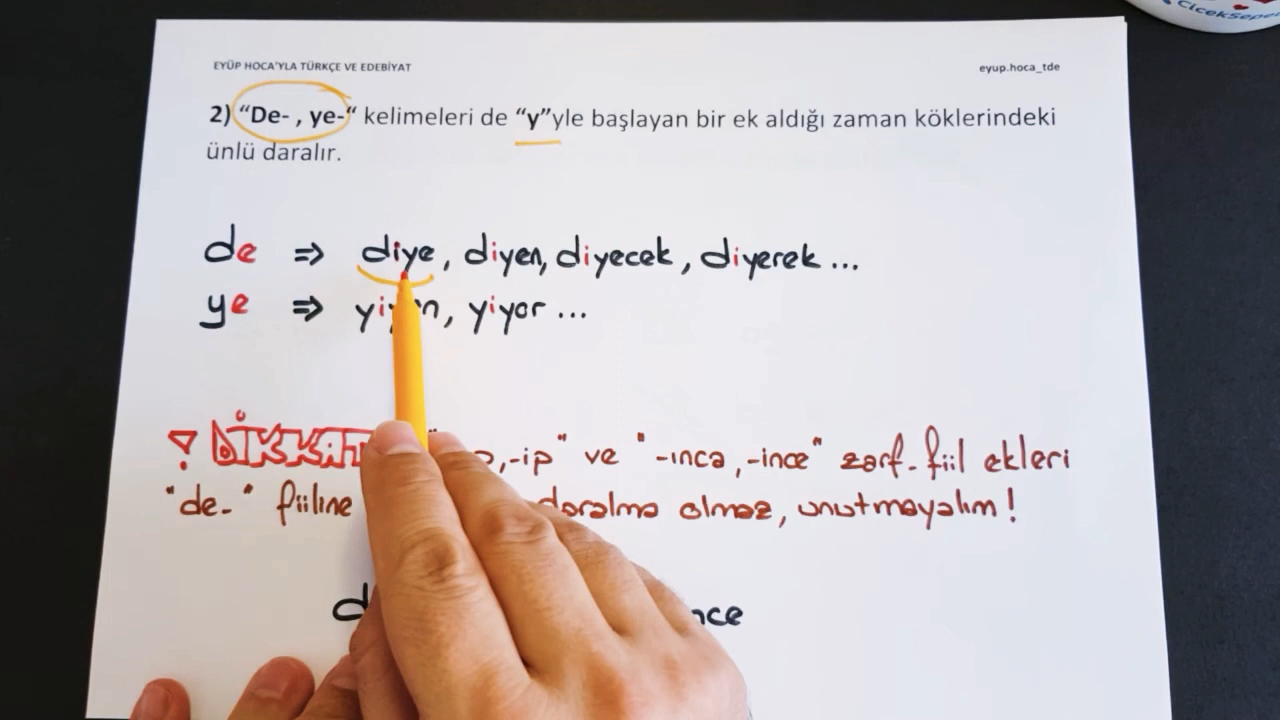 ÇiçekSepe
EYÜP HOCA'YLA TÜRKÇE VE EDEBİYAT
eyup.hoca_tde
2) “De- , ye-“ kelimeleri de “y”yle başlayan bir ek aldığı zaman köklerindeki
ünlü daralır.
de ⇒ diye, diyen, diyecek, diyerek ...
ye ⇒ yiyen, yiyor ...
! DİKKAT -ip" ve "-ınca, -ince" zarf-fiil ekleri
"de-" fiiline daralma olmaz, unutmayalım!